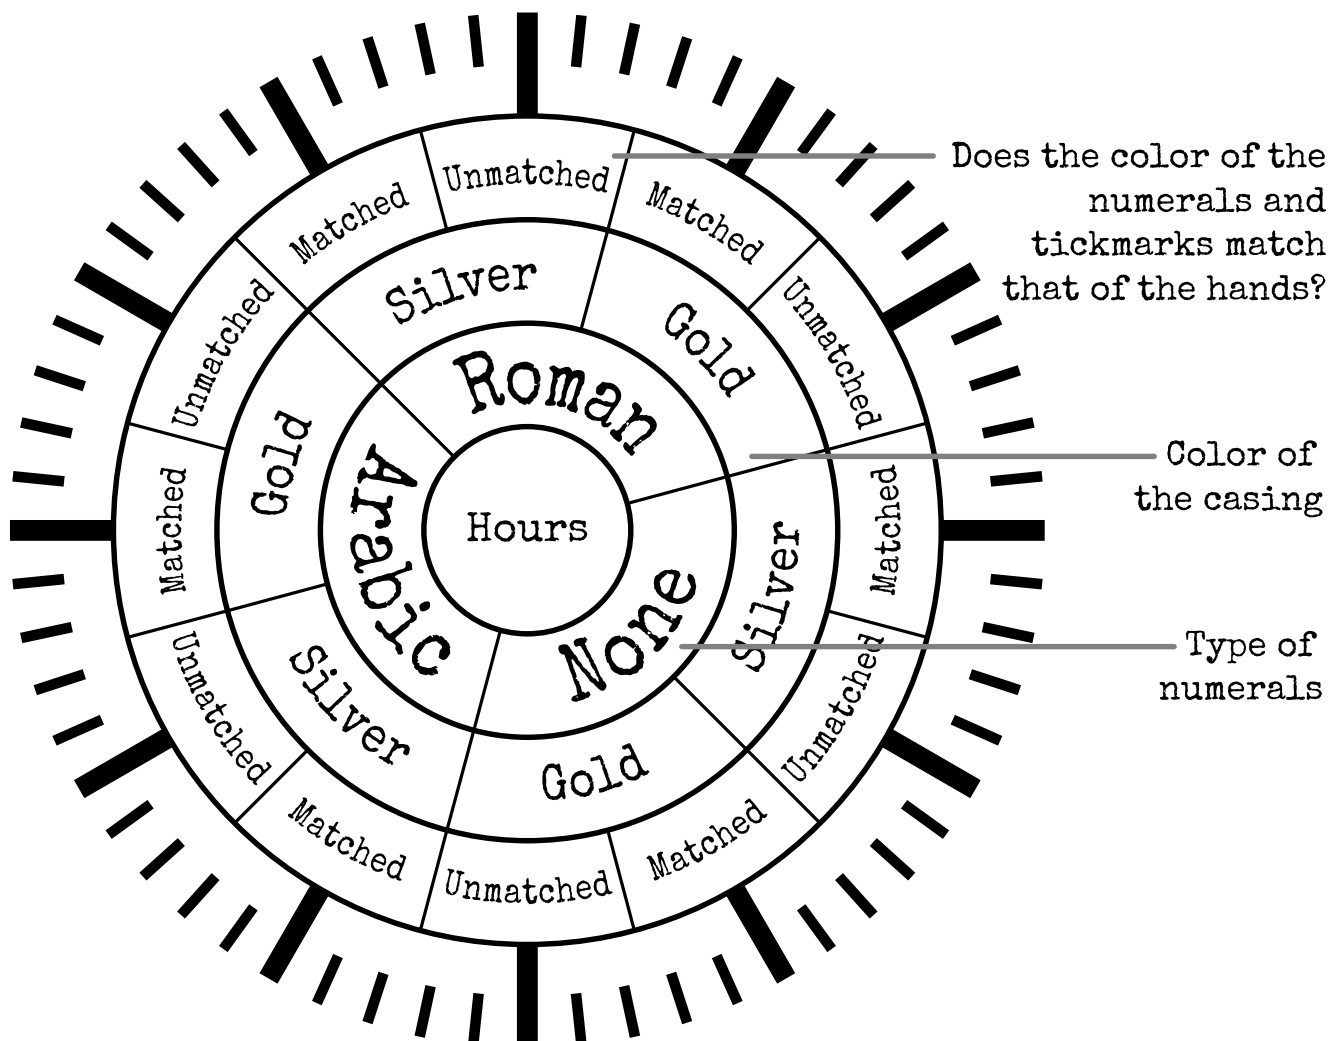 Unmatched
Matched
Unmatched
Matched
Unmatched
Matched
Unmatched
Matched
Unmatched
Matched
Unmatched
Matched
Silver
Gold
Silver
Gold
Silver
Gold
Roman
None
Arabic
Hours
Does the color of the
numerals and
tickmarks match
that of the hands?
Color of
the casing
Type of
numerals